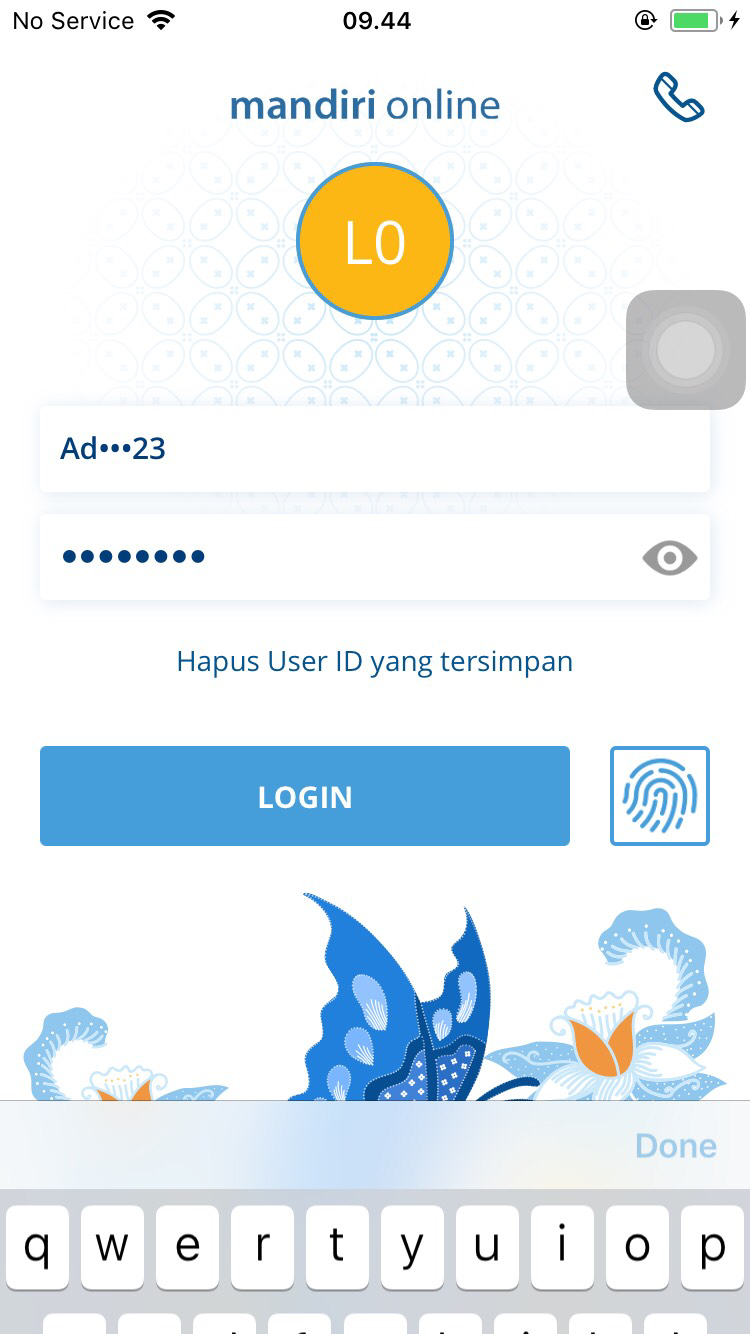 No Service 09.44
mandiri online
L0
Ad•••23
••••••••
Hapus User ID yang tersimpan
LOGIN
Done
q w e r t y u i o p